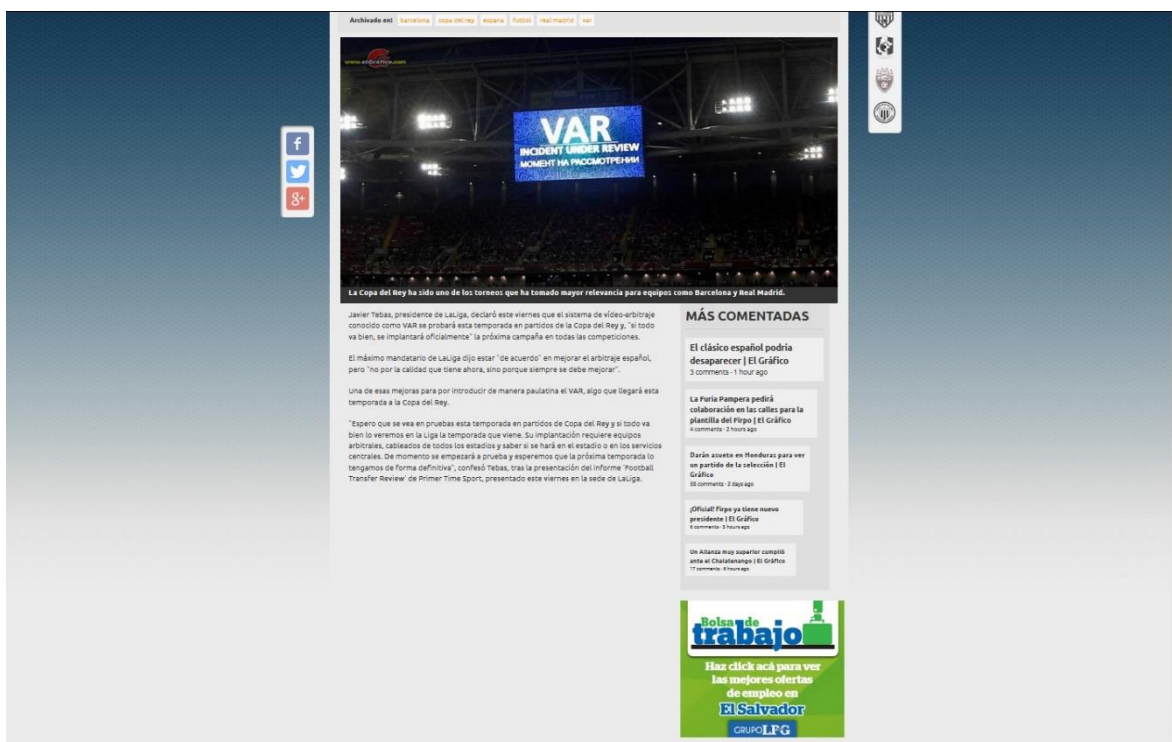 Archivado en: barcelona copa del rey espana futbol real madrid var
www.elGráfico.com
VAR
INCIDENT UNDER REVIEW
МОМЕНТ НА РАССМОТРЕНИИ
La Copa del Rey ha sido uno de los torneos que ha tomado mayor relevancia para equipos como Barcelona y Real Madrid.
f
g+
Javier Tebas, presidente de LaLiga, declaró este viernes que el sistema de vídeo-arbitraje
conocido como VAR se probará esta temporada en partidos de la Copa del Rey y, "si todo
va bien, se implantará oficialmente" la próxima campaña en todas las competiciones.
El máximo mandatario de LaLiga dijo estar "de acuerdo" en mejorar el arbitraje español,
pero "no por la calidad que tiene ahora, sino porque siempre se debe mejorar".
Una de esas mejoras para por introducir de manera paulatina el VAR, algo que llegará esta
temporada a la Copa del Rey.
"Espero que se vea en pruebas esta temporada en partidos de Copa del Rey y si todo va
bien lo veremos en la Liga la temporada que viene. Su implantación requiere equipos
arbitrales, cableados de todos los estadios y saber si se hará en el estadio o en los servicios
centrales. De momento se empezará a prueba y esperemos que la próxima temporada lo
tengamos de forma definitiva", confesó Tebas, tras la presentación del informe 'Football
Transfer Review' de Primer Time Sport, presentado este viernes en la sede de LaLiga.
MÁS COMENTADAS
El clásico español podría
desaparecer | El Gráfico
3 comments · 1 hour ago
La Furia Pampera pedirá
colaboración en las calles para la
plantilla del Firpo | El Gráfico
4 comments · 2 hours ago
Darán asueto en Honduras para ver
un partido de la selección | El
Gráfico
88 comments · 2 days ago
¡Oficial! Firpo ya tiene nuevo
presidente | El Gráfico
6 comments · 3 hours ago
Un Alianza muy superior cumplió
ante el Chalatenango | El Gráfico
17 comments · 8 hours ago
Bolsa de
trabajo
Haz click acá para ver
las mejores ofertas
de empleo en
El Salvador
GRUPO LPG